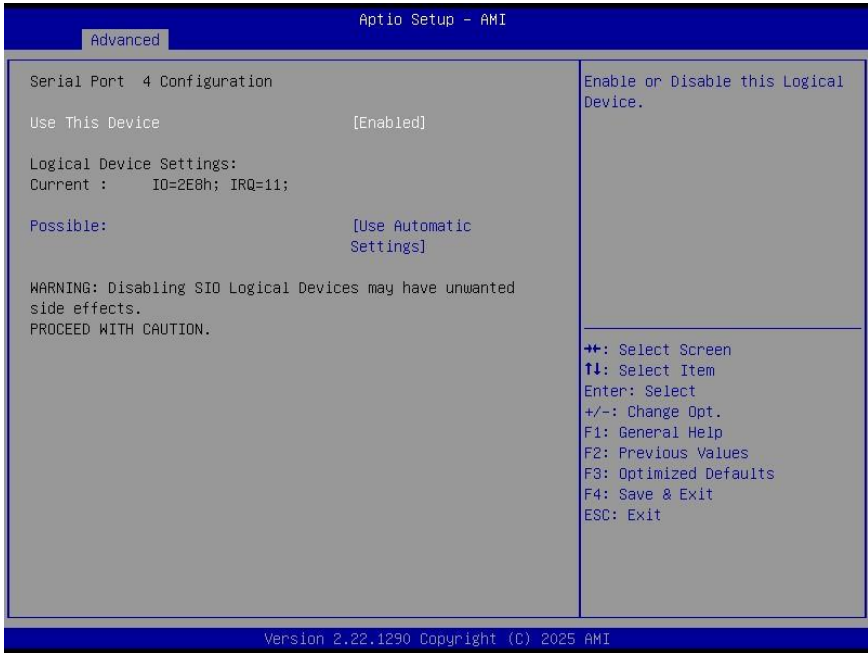 Aptio Setup - AMI
Advanced
Serial Port 4 Configuration
Use This Device [Enabled]
Logical Device Settings:
Current : IO=2E8h; IRQ=11;
Possible: [Use Automatic
Settings]
WARNING: Disabling SIO Logical Devices may have unwanted
side effects.
PROCEED WITH CAUTION.
Enable or Disable this Logical
Device.
→←: Select Screen
↑↓: Select Item
Enter: Select
+/-: Change Opt.
F1: General Help
F2: Previous Values
F3: Optimized Defaults
F4: Save & Exit
ESC: Exit
Version 2.22.1290 Copyright (C) 2025 AMI